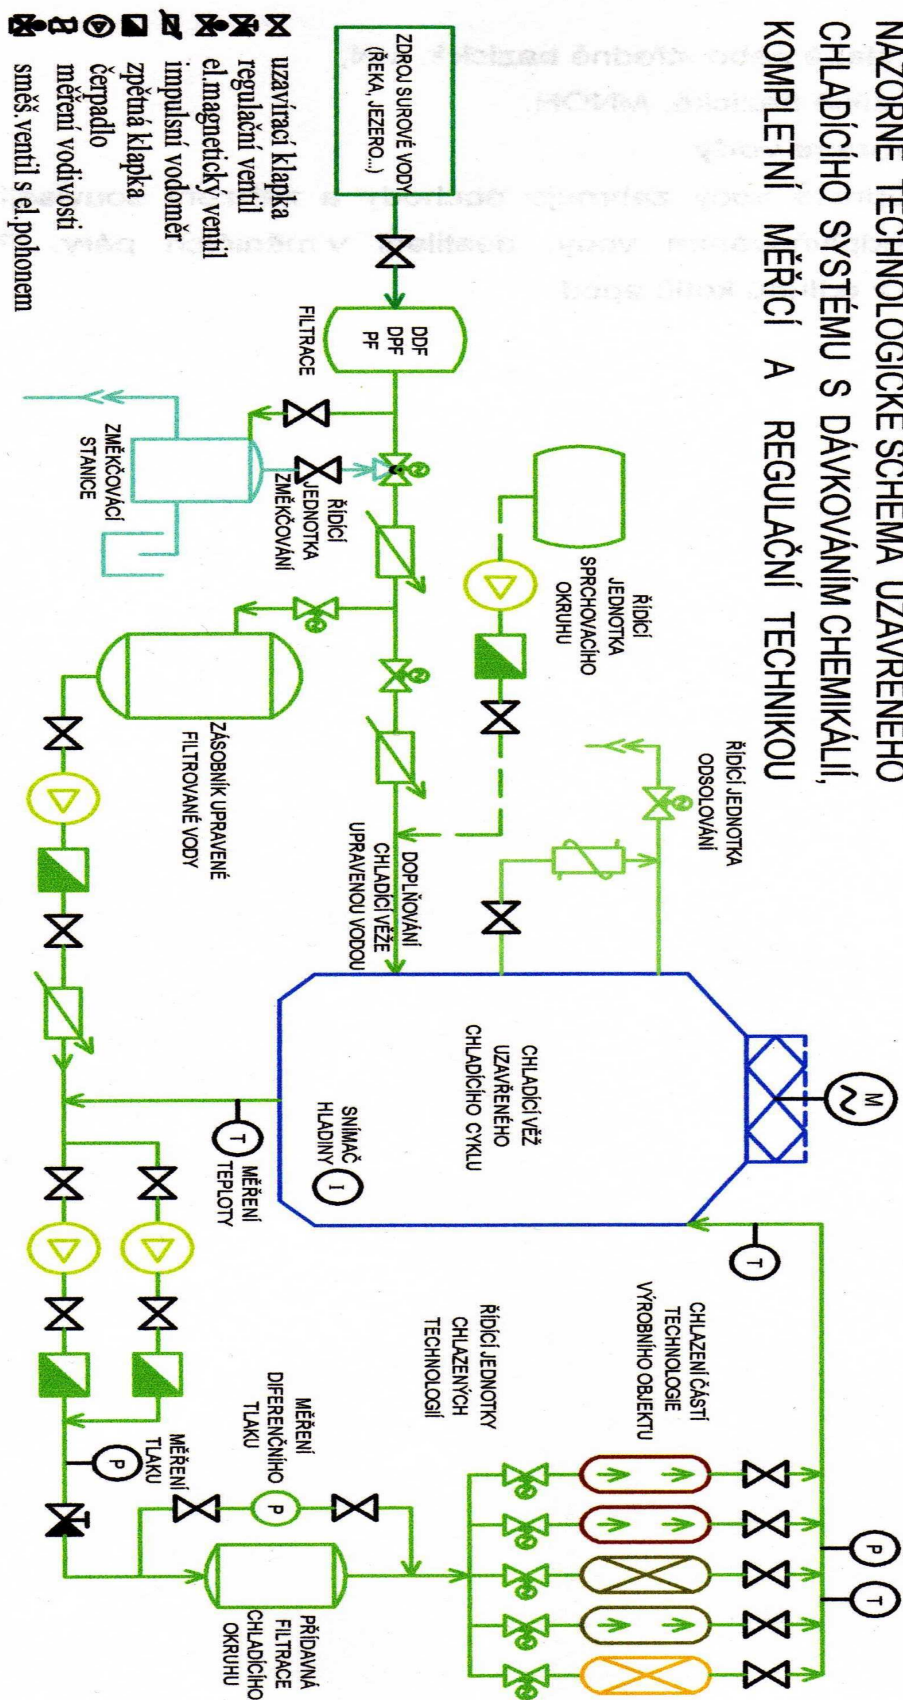 NÁZORNÉ TECHNOLOGICKÉ SCHÉMA UZAVŘENÉHO
CHLADÍCÍHO SYSTÉMU S DÁVKOVÁNÍM CHEMIKÁLIÍ,
KOMPLENÍ MĚŘÍCÍ A REGULAČNÍ TECHNIKOU
ZDROJ SUROVÉ VODY
(ŘEKA, JEZERO...)
uzavírací klapka
regulační ventil
el.magnetický ventil
impulsní vodoměr
zpětná klapka
čerpadlo
měření vodivosti
směš.ventil s el.pohonem
DDF
DPF
PF
FILTRACE
ŘÍDÍCÍ
JEDNOTKA
ZMĚKČOVÁNÍ
ZMĚKČOVÁCÍ
STANICE
ŘÍDÍCÍ
JEDNOTKA
SPRCHOVACÍHO
OKRUHU
ZÁSOBNÍK UPRAVENÉ
FILTROVANÉ VODY
ŘÍDÍCÍ JEDNOTKA
ODSOLOVÁNÍ
DOPLŇOVÁNÍ
CHLADÍCÍ VĚŽE
UPRAVENOU VODOU
M
CHLADÍCÍ VĚŽ
UZAVŘENÉHO
CHLADÍCÍHO CYKLU
SNÍMAČ
HLADINY
I
T
MĚŘENÍ
TEPLOTY
T
CHLAZENÍ ČÁSTÍ
TECHNOLOGIE
VÝROBNÍHO OBJEKTU
ŘÍDÍCÍ JEDNOTKY
CHLAZENÝCH
TECHNOLOGIÍ
MĚŘENÍ
DIFERENČNÍHO
TLAKU
MĚŘENÍ
TLAKU
P
P
P
T
PŘÍDAVNÁ
FILTRACE
CHLADÍCÍHO
OKRUHU